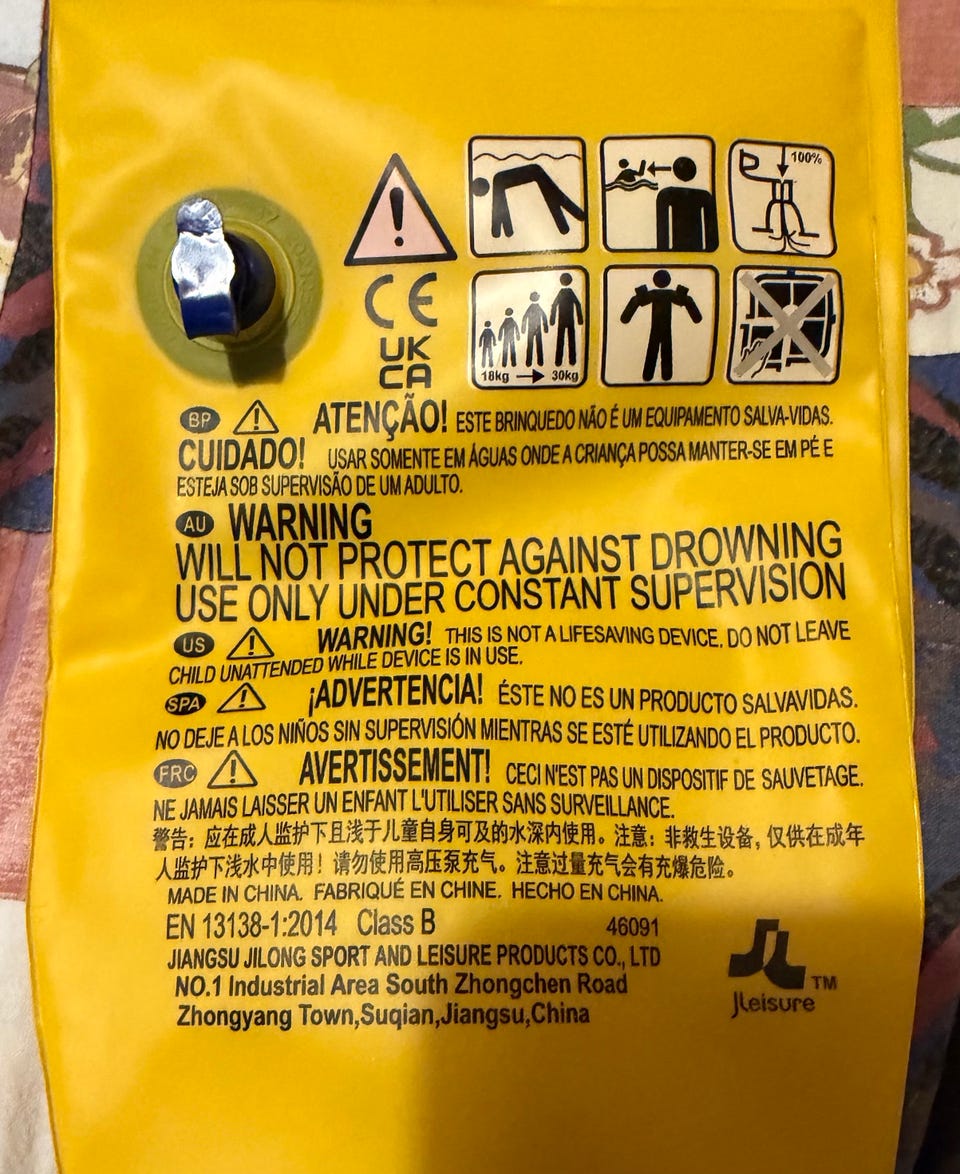 100%
18kg → 30kg
CE
UK
CA
BP ATENÇÃO! ESTE BRINQUEDO NÃO É UM EQUIPAMENTO SALVA-VIDAS.
CUIDADO! USAR SOMENTE EM ÁGUAS ONDE A CRIANÇA POSSA MANTER-SE EM PÉ E
ESTEJA SOB SUPERVISÃO DE UM ADULTO.
AU WARNING
WILL NOT PROTECT AGAINST DROWNING
USE ONLY UNDER CONSTANT SUPERVISION
US WARNING! THIS IS NOT A LIFESAVING DEVICE. DO NOT LEAVE
CHILD UNATTENDED WHILE DEVICE IS IN USE.
SPA ¡ADVERTENCIA! ÉSTE NO ES UN PRODUCTO SALVAVIDAS.
NO DEJE A LOS NIÑOS SIN SUPERVISIÓN MIENTRAS SE ESTÉ UTILIZANDO EL PRODUCTO.
FRC AVERTISSEMENT! CECI N'EST PAS UN DISPOSITIF DE SAUVETAGE.
NE JAMAIS LAISSER UN ENFANT L'UTILISER SANS SURVEILLANCE.
警告：应在成人监护下且浅于儿童自身可及的水深内使用。注意：非救生设备，仅供在成年
人监护下浅水中使用！请勿使用高压泵充气。注意过量充气会有充爆危险。
MADE IN CHINA. FABRIQUÉ EN CHINE. HECHO EN CHINA.
EN 13138-1:2014 Class B 46091
JIANGSU JILONG SPORT AND LEISURE PRODUCTS CO., LTD
NO.1 Industrial Area South Zhongchen Road
Zhongyang Town,Suqian,Jiangsu,China
JL TM
JLeisure